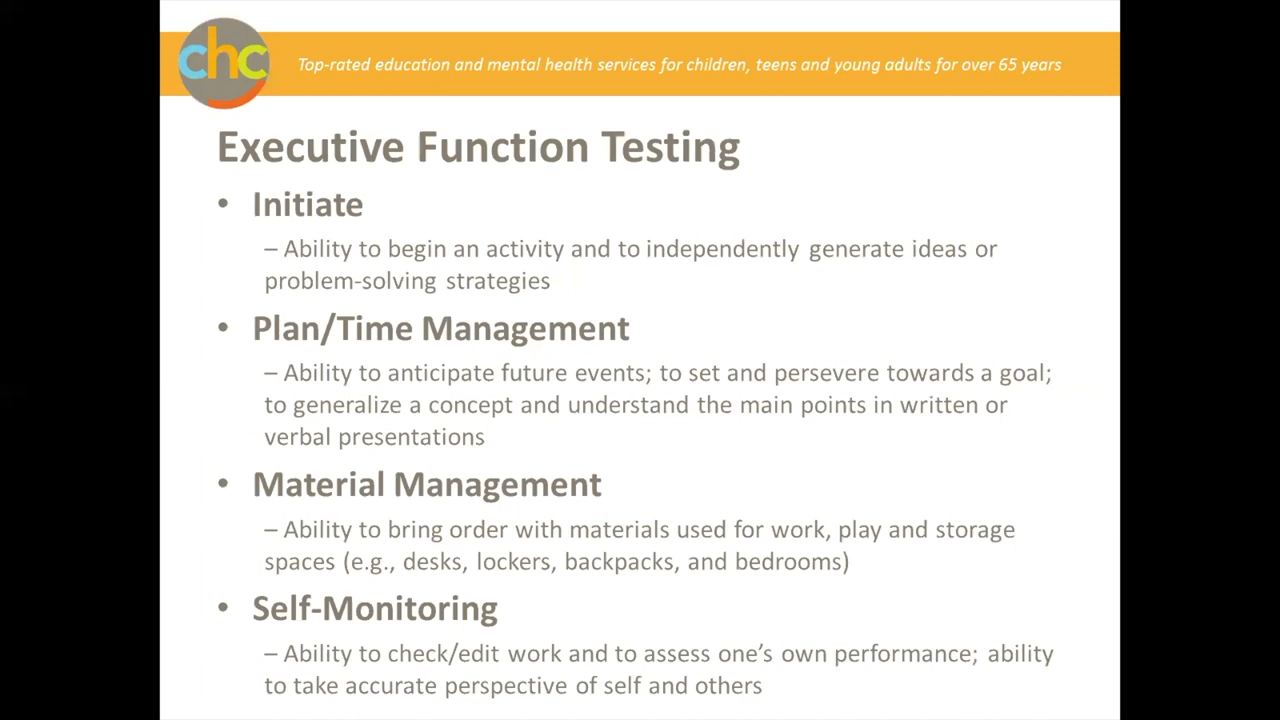 chc
Top-rated education and mental health services for children, teens and young adults for over 65 years
Executive Function Testing
• Initiate
– Ability to begin an activity and to independently generate ideas or
problem-solving strategies
• Plan/Time Management
– Ability to anticipate future events; to set and persevere towards a goal;
to generalize a concept and understand the main points in written or
verbal presentations
• Material Management
– Ability to bring order with materials used for work, play and storage
spaces (e.g., desks, lockers, backpacks, and bedrooms)
• Self-Monitoring
– Ability to check/edit work and to assess one’s own performance; ability
to take accurate perspective of self and others